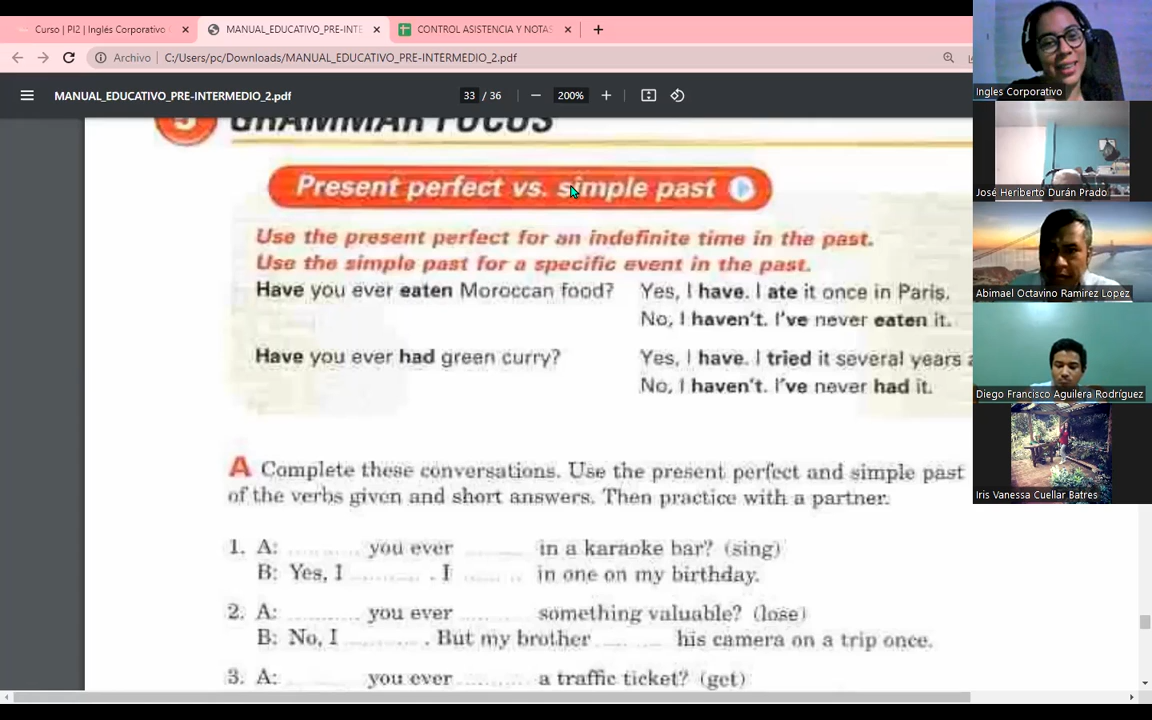 Curso | PI2 | Inglés Corporativo
MANUAL_EDUCATIVO_PRE-INTE
CONTROL ASISTENCIA Y NOTAS
Archivo
C:/Users/pc/Downloads/MANUAL_EDUCATIVO_PRE-INTERMEDIO_2.pdf
MANUAL_EDUCATIVO_PRE-INTERMEDIO_2.pdf
33 / 36
200%
GRAMMAR FOCUS
Present perfect vs. simple past
Use the present perfect for an indefinite time in the past.
Use the simple past for a specific event in the past.
Have you ever eaten Moroccan food? Yes, I have. I ate it once in Paris.
No, I haven't. I've never eaten it.
Have you ever had green curry? Yes, I have. I tried it several years
No, I haven't. I've never had it.
A Complete these conversations. Use the present perfect and simple past
of the verbs given and short answers. Then practice with a partner.
1. A: ........... you ever ........... in a karaoke bar? (sing)
B: Yes, I ........... . I ........... in one on my birthday.
2. A: ........... you ever ........... something valuable? (lose)
B: No, I ........... . But my brother ........... his camera on a trip once.
3. A: ........... you ever ........... a traffic ticket? (get)
Ingles Corporativo
José Heriberto Durán Prado
Abimael Octavino Ramirez Lopez
Diego Francisco Aguilera Rodríguez
Iris Vanessa Cuellar Batres